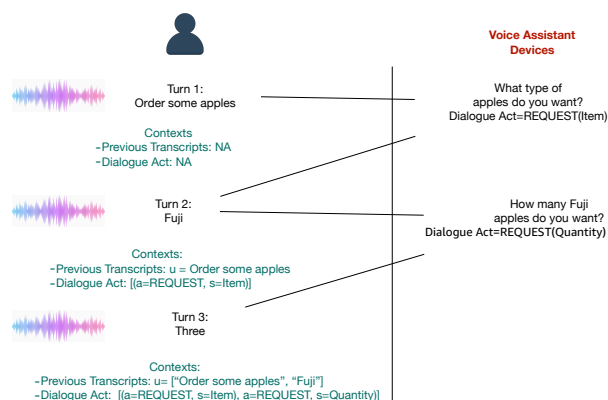 Voice Assistant
Devices
Turn 1:
Order some apples
What type of
apples do you want?
Dialogue Act=REQUEST(Item)
Contexts
-Previous Transcripts: NA
-Dialogue Act: NA
Turn 2:
Fuji
How many Fuji
apples do you want?
Dialogue Act=REQUEST(Quantity)
Contexts:
-Previous Transcripts: u = Order some apples
-Dialogue Act: [(a=REQUEST, s=Item)]
Turn 3:
Three
Contexts:
-Previous Transcripts: u= [“Order some apples”, “Fuji”]
-Dialogue Act:  [(a=REQUEST, s=Item), a=REQUEST, s=Quantity)]